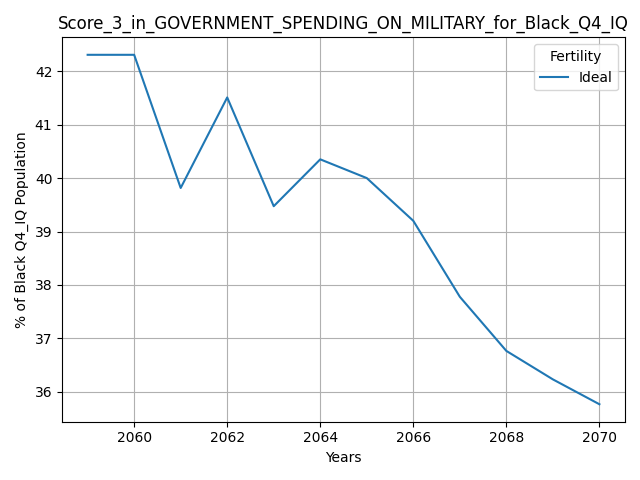 Score_3_in_GOVERNMENT_SPENDING_ON_MILITARY_for_Black_Q4_IQ
Fertility
Ideal
42
41
40
39
38
37
36
% of Black Q4_IQ Population
2060
2062
2064
2066
2068
2070
Years